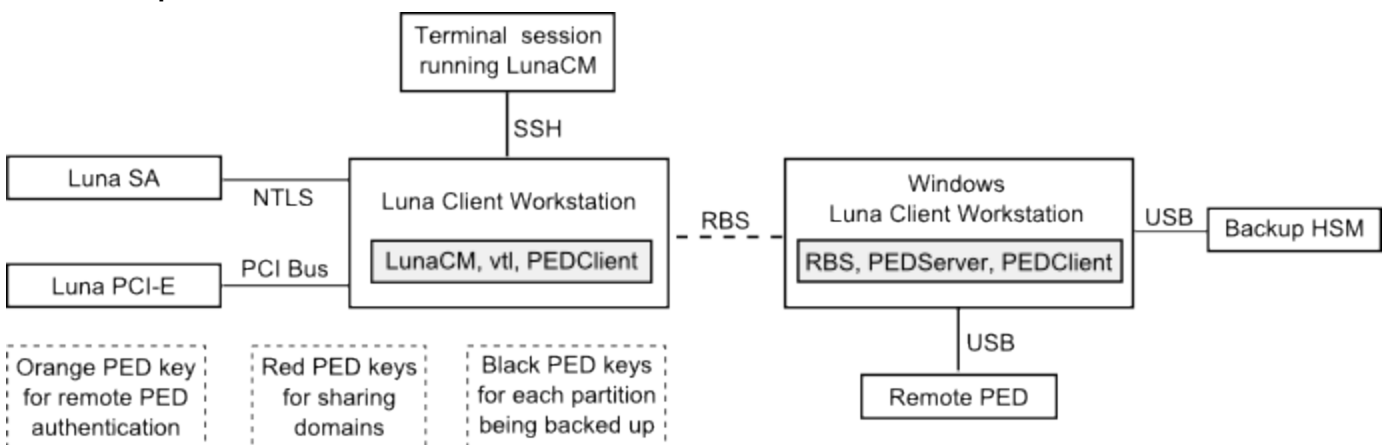 Terminal session
running LunaCM
SSH
Luna SA
NTLS
Luna PCI-E
PCI Bus
Luna Client Workstation
LunaCM, vtl, PEDClient
RBS
Windows
Luna Client Workstation
RBS, PEDServer, PEDClient
USB
Backup HSM
USB
Remote PED
Orange PED key
for remote PED
authentication
Red PED keys
for sharing
domains
Black PED keys
for each partition
being backed up